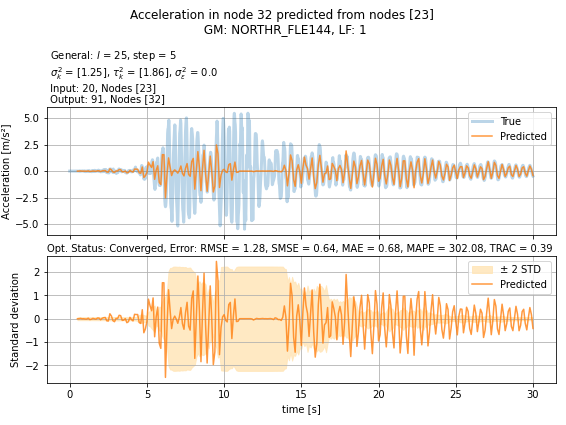 Acceleration in node 32 predicted from nodes [23]
GM: NORTHR_FLE144, LF: 1
General: l = 25, step = 5
σ²ₖ = [1.25], τ²ₖ = [1.86], σ²ε = 0.0
Input: 20, Nodes [23]
Output: 91, Nodes [32]
Acceleration [m/s²]
5.0
2.5
0.0
−2.5
−5.0
True
Predicted
Opt. Status: Converged, Error: RMSE = 1.28, SMSE = 0.64, MAE = 0.68, MAPE = 302.08, TRAC = 0.39
Standard deviation
2
1
0
−1
−2
± 2 STD
Predicted
0 5 10 15 20 25 30
time [s]